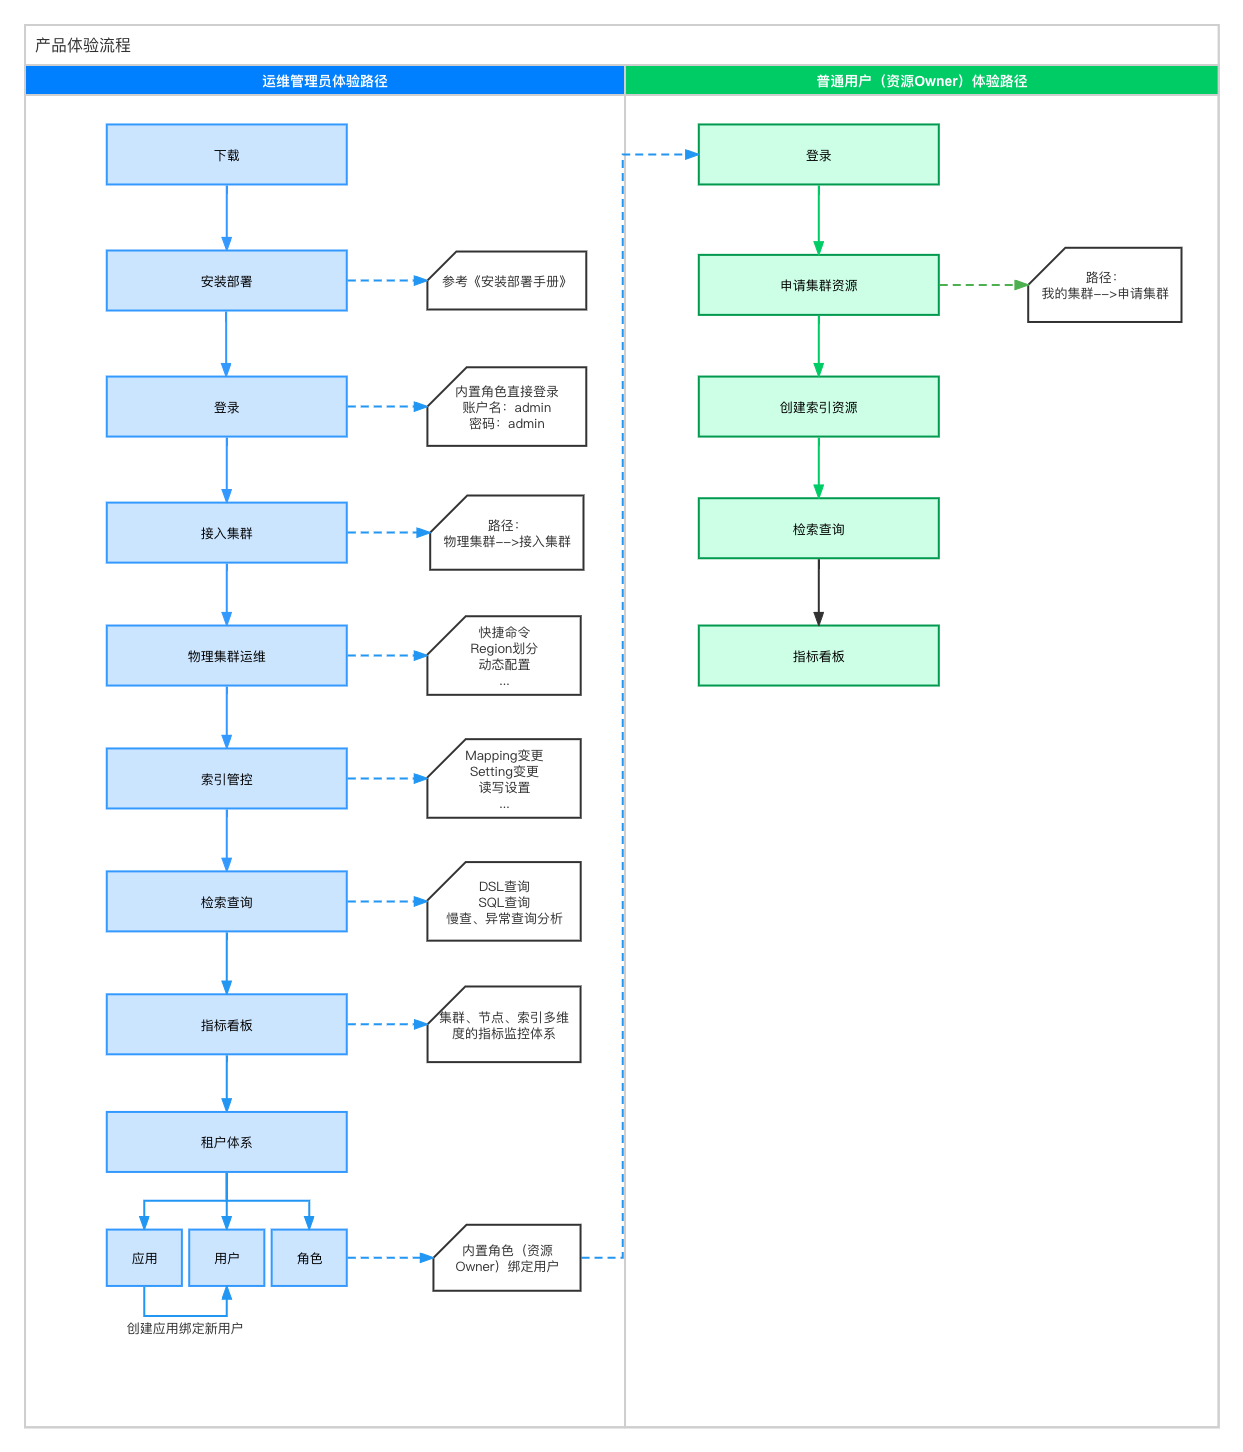 产品体验流程
运维管理员体验路径
普通用户（资源Owner）体验路径
下载
安装部署
参考《安装部署手册》
登录
内置角色直接登录
账户名：admin
密码：admin
接入集群
路径：
物理集群-->接入集群
物理集群运维
快捷命令
Region划分
动态配置
...
索引管控
Mapping变更
Setting变更
读写设置
...
检索查询
DSL查询
SQL查询
慢查、异常查询分析
指标看板
集群、节点、索引多维
度的指标监控体系
租户体系
应用
用户
角色
内置角色（资源
Owner）绑定用户
创建应用绑定新用户
登录
申请集群资源
路径：
我的集群-->申请集群
创建索引资源
检索查询
指标看板